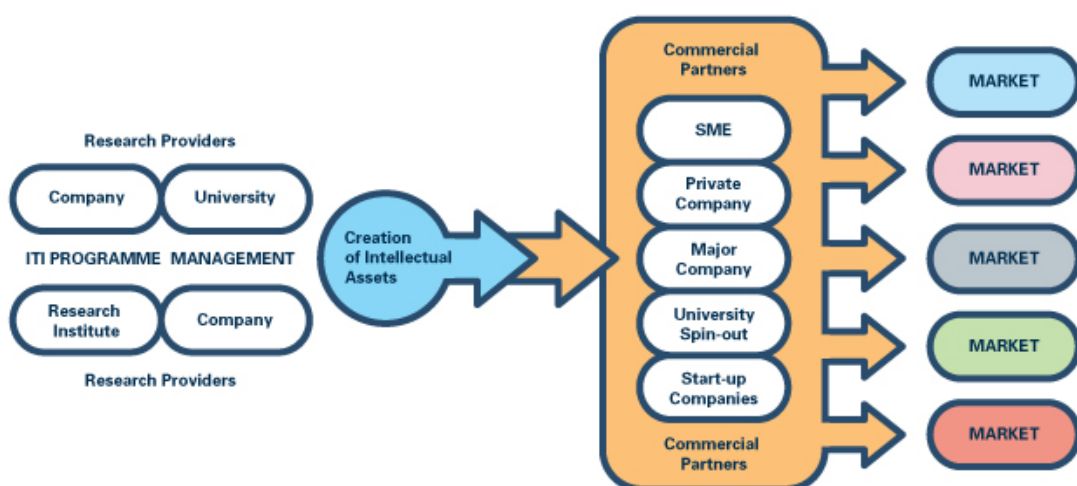 Research Providers
Company
University
ITI PROGRAMME MANAGEMENT
Research
Institute
Company
Research Providers
Creation
of Intellectual
Assets
Commercial
Partners
SME
Private
Company
Major
Company
University
Spin-out
Start-up
Companies
Commercial
Partners
MARKET
MARKET
MARKET
MARKET
MARKET